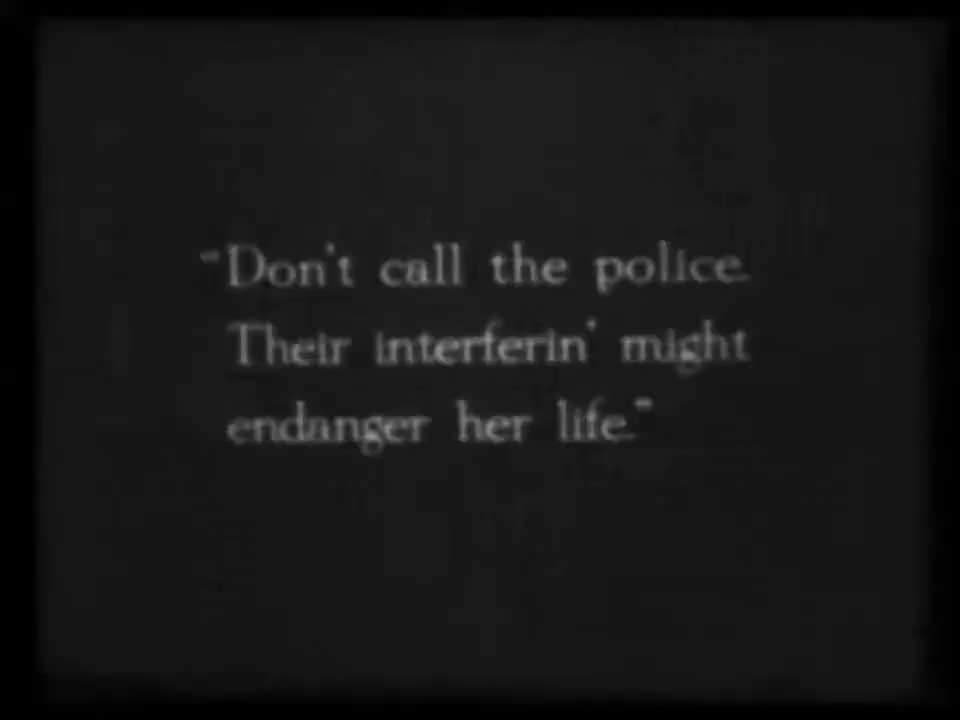 "Don't call the police.
Their interferin' might
endanger her life."